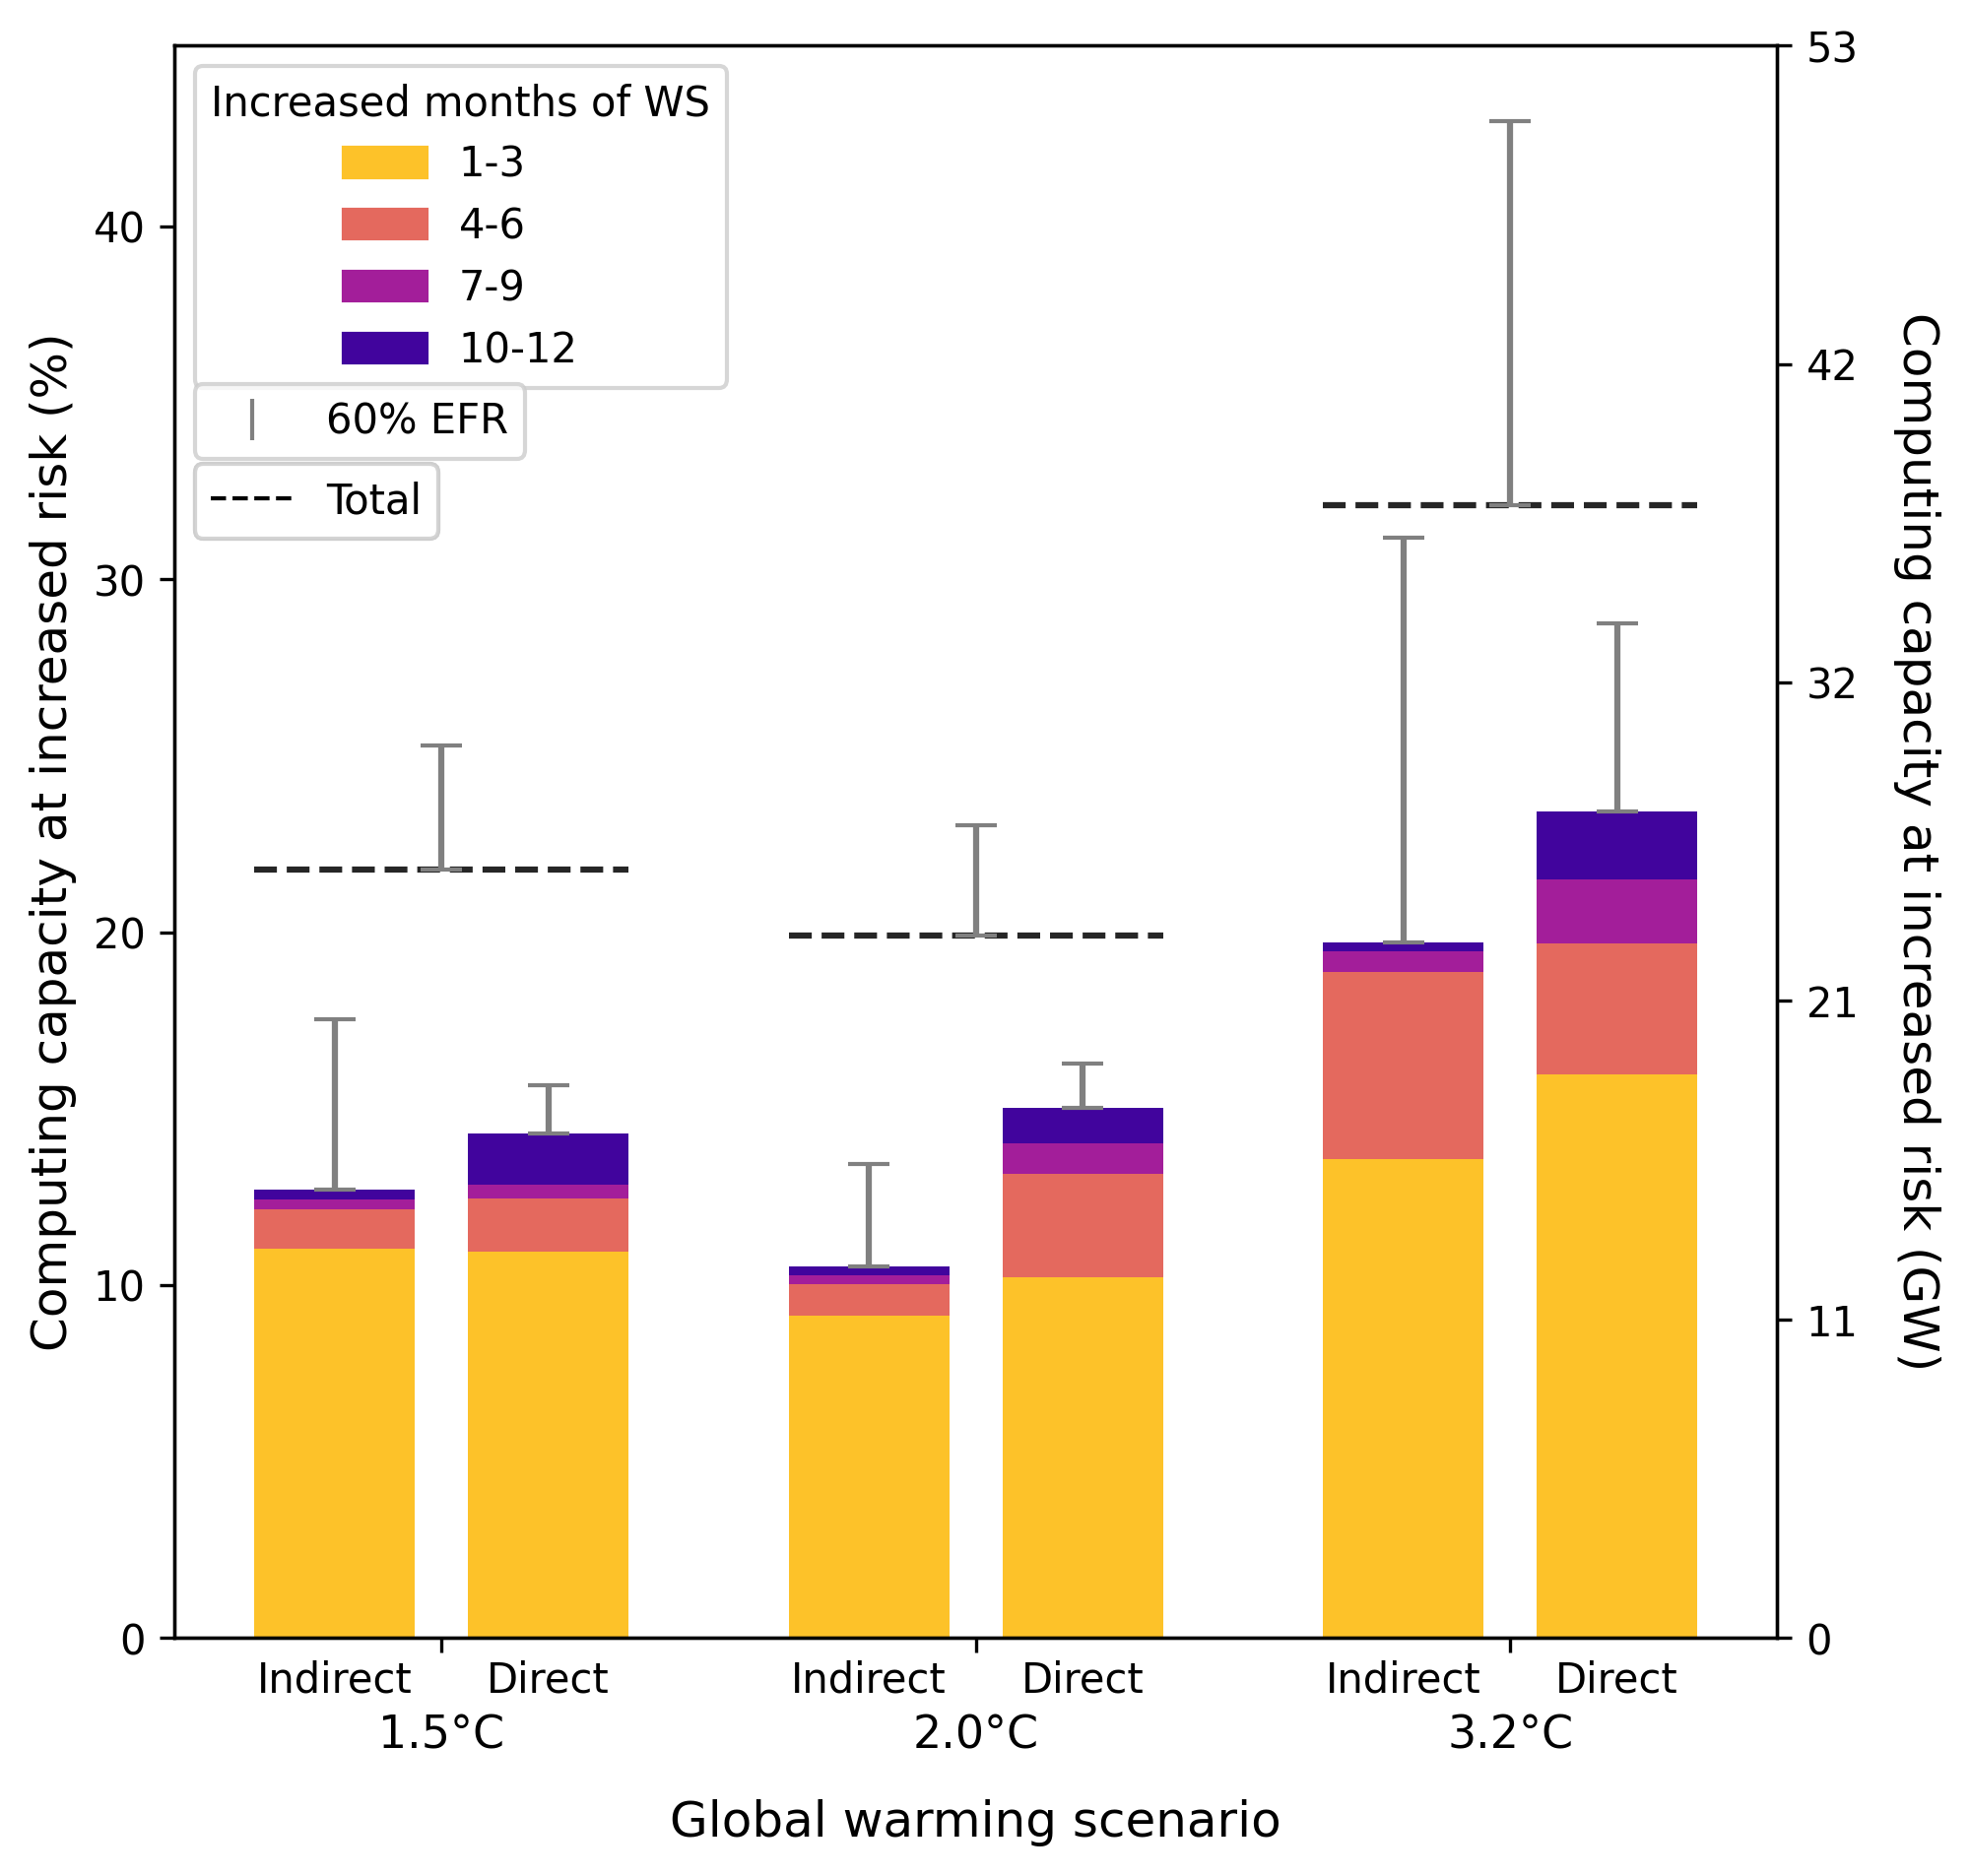 Increased months of WS
1-3
4-6
7-9
10-12
60% EFR
Total
Computing capacity at increased risk (%)
40
30
20
10
0
53
42
32
21
11
0
Computing capacity at increased risk (GW)
Indirect Direct Indirect Direct Indirect Direct
1.5°C 2.0°C 3.2°C
Global warming scenario